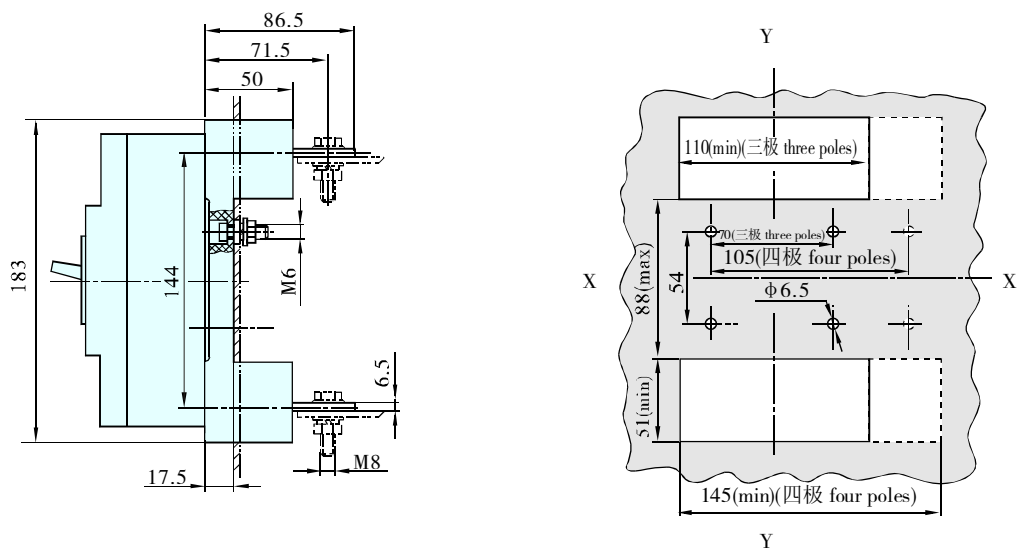 86.5
71.5
50
183
144
M6
6.5
M8
17.5
Y
110(min)(三极 three poles)
70(三极 three poles)
105(四极 four poles)
X
X
88(max)
54
ф6.5
51(min)
145(min)(四极 four poles)
Y